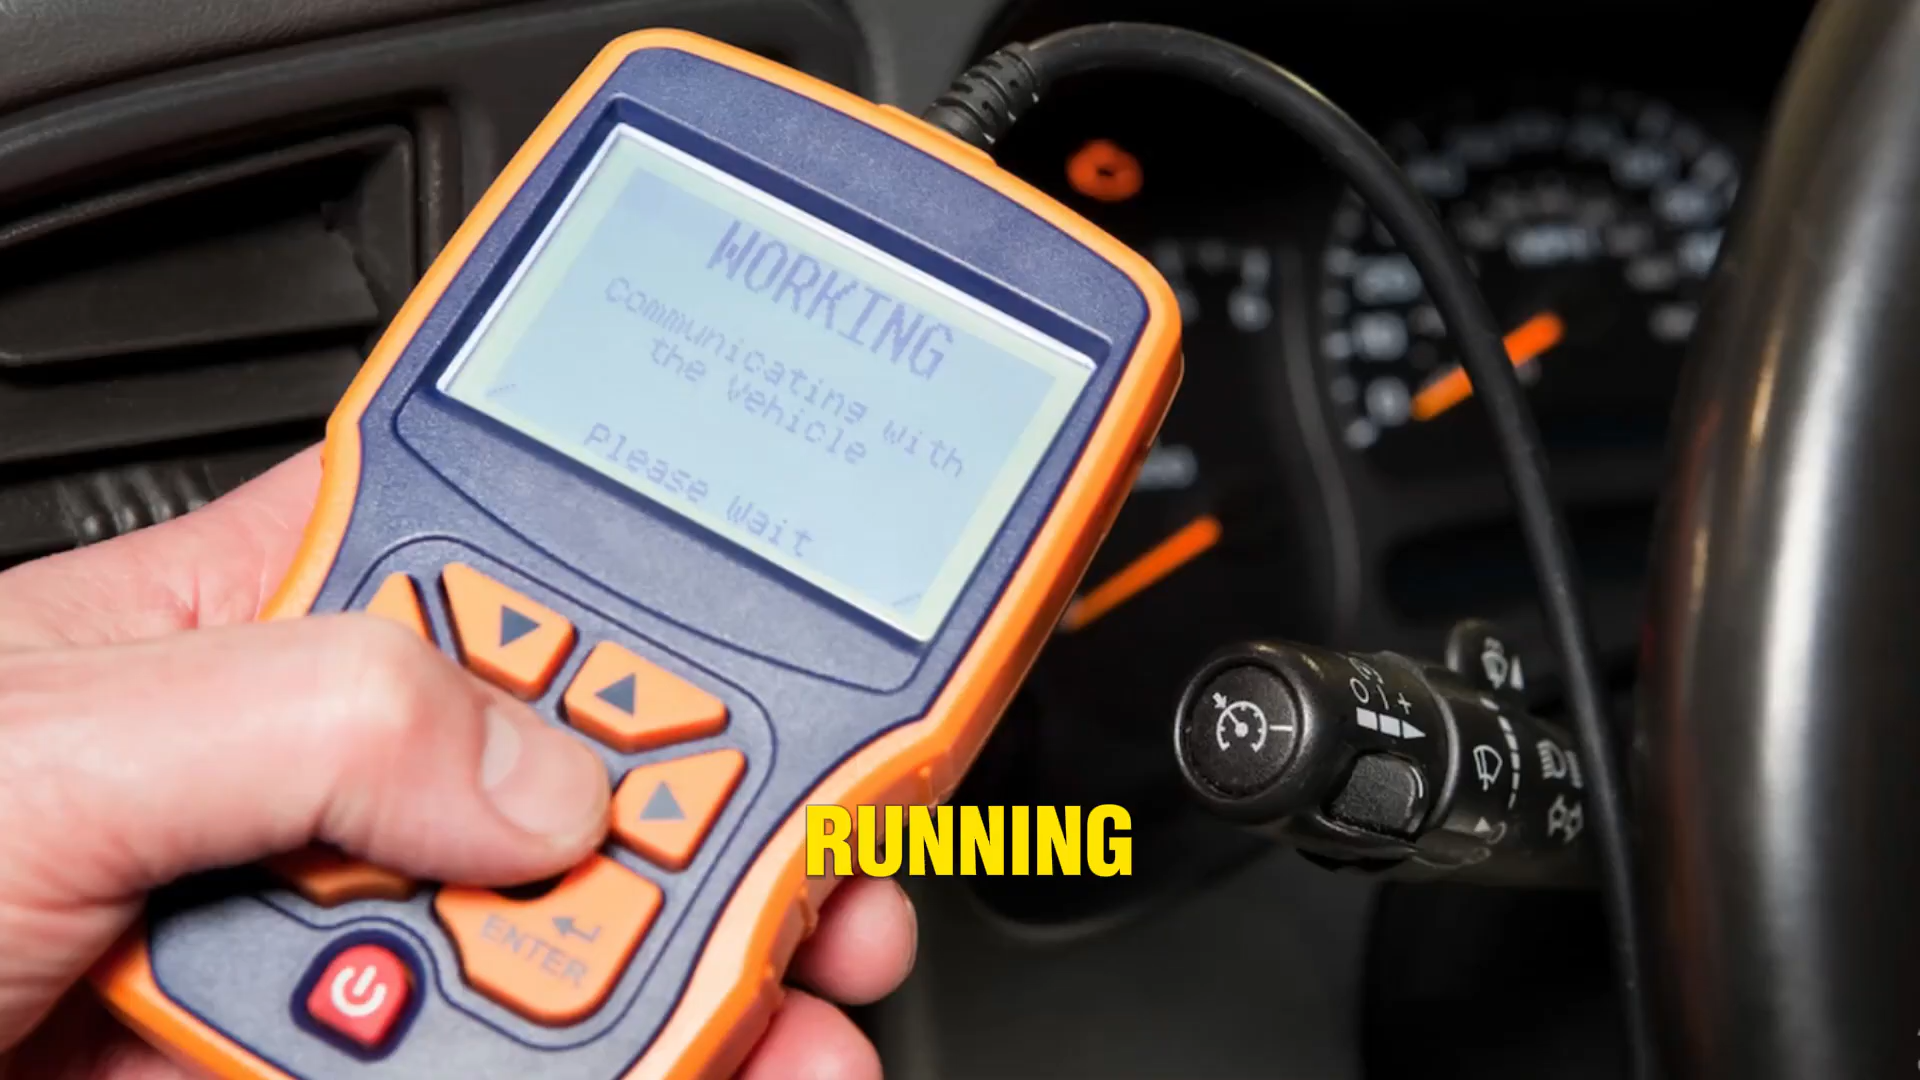 WORKING
Communicating with
the Vehicle
Please Wait
RUNNING
ENTER